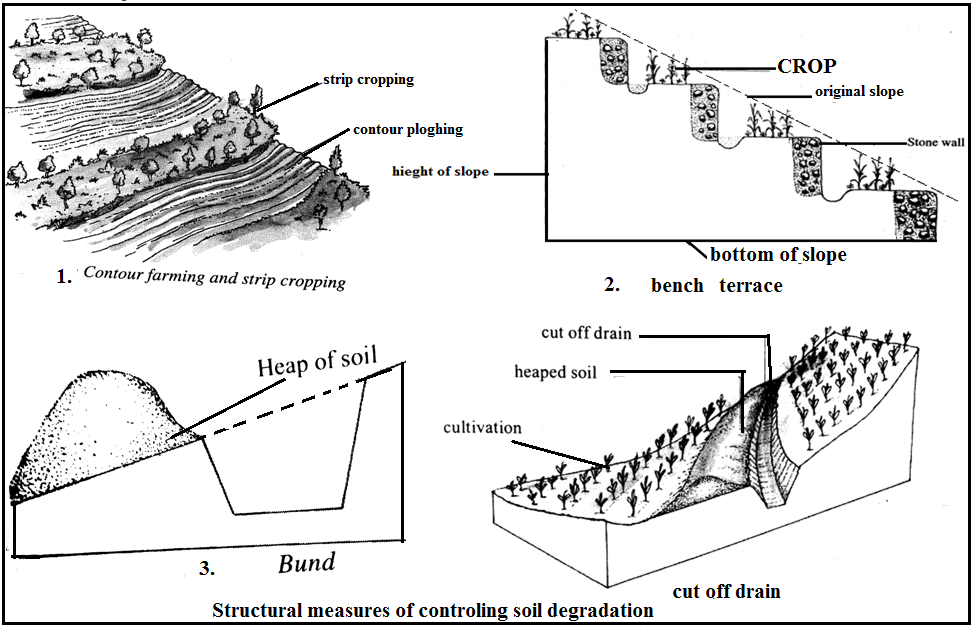 strip cropping
contour ploghing
1. Contour farming and strip cropping
CROP
original slope
Stone wall
hieght of slope
bottom of slope
2. bench terrace
Heap of soil
3. Bund
cut off drain
heaped soil
cultivation
cut off drain
Structural measures of controling soil degradation